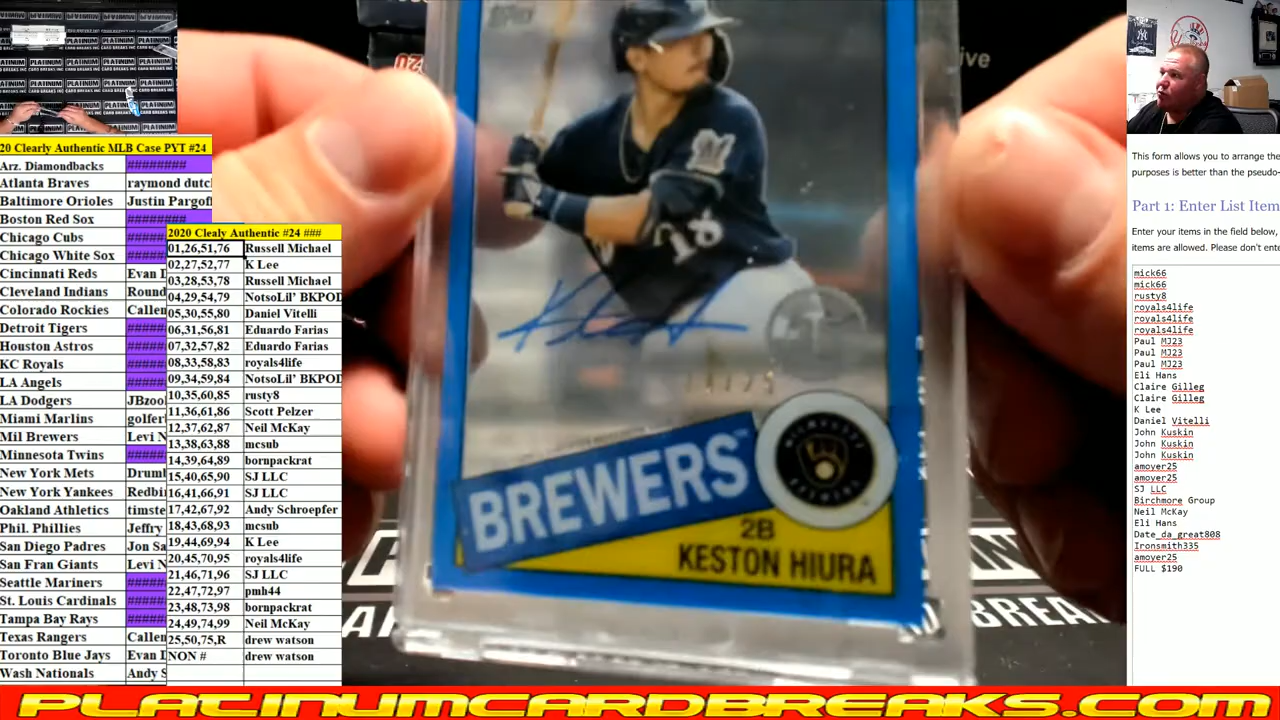 20 Clearly Authentic MLB Case PYT #24
Arz. Diamondbacks ########
Atlanta Braves raymond dutc
Baltimore Orioles Justin Pargof
Boston Red Sox ########
Chicago Cubs
Chicago White Sox
Cincinnati Reds Evan
Cleveland Indians Round
Colorado Rockies Callen
Detroit Tigers #####
Houston Astros #####
KC Royals #####
LA Angels #####
LA Dodgers JBzoo
Miami Marlins golfer
Mil Brewers Levi N
Minnesota Twins #####
New York Mets Druml
New York Yankees Redbi
Oakland Athletics timste
Phil. Phillies Jeffry
San Diego Padres Jon Sa
San Fran Giants Levi N
Seattle Mariners #####
St. Louis Cardinals #####
Tampa Bay Rays #####
Texas Rangers Callen
Toronto Blue Jays Evan I
Wash Nationals Andy S
2020 Clealy Authentic #24 ###
01,26,51,76 Russell Michael
02,27,52,77 K Lee
03,28,53,78 Russell Michael
04,29,54,79 NotsoLil' BKPOD
05,30,55,80 Daniel Vitelli
06,31,56,81 Eduardo Farias
07,32,57,82 Eduardo Farias
08,33,58,83 royals4life
09,34,59,84 NotsoLil' BKPOD
10,35,60,85 rusty8
11,36,61,86 Scott Pelzer
12,37,62,87 Neil McKay
13,38,63,88 mcsub
14,39,64,89 bornpackrat
15,40,65,90 SJ LLC
16,41,66,91 SJ LLC
17,42,67,92 Andy Schroepfer
18,43,68,93 mcsub
19,44,69,94 K Lee
20,45,70,95 royals4life
21,46,71,96 SJ LLC
22,47,72,97 pmh44
23,48,73,98 bornpackrat
24,49,74,99 Neil McKay
25,50,75,R drew watson
NON # drew watson
18
BREWERS
2B
KESTON HIURA
This form allows you to arrange the
purposes is better than the pseudo-
Part 1: Enter List Item
Enter your items in the field below,
items are allowed. Please don't ente
mick66
mick66
rusty8
royals4life
royals4life
royals4life
Paul MJ23
Paul MJ23
Paul MJ23
Eli Hans
Claire Gilleg
Claire Gilleg
K Lee
Daniel Vitelli
John Kuskin
John Kuskin
John Kuskin
amoyer25
amoyer25
SJ LLC
Birchmore Group
Neil McKay
Eli Hans
Date_da_great808
Ironsmith335
amoyer25
FULL $190
PLATINUMCARDBREAKS.COM